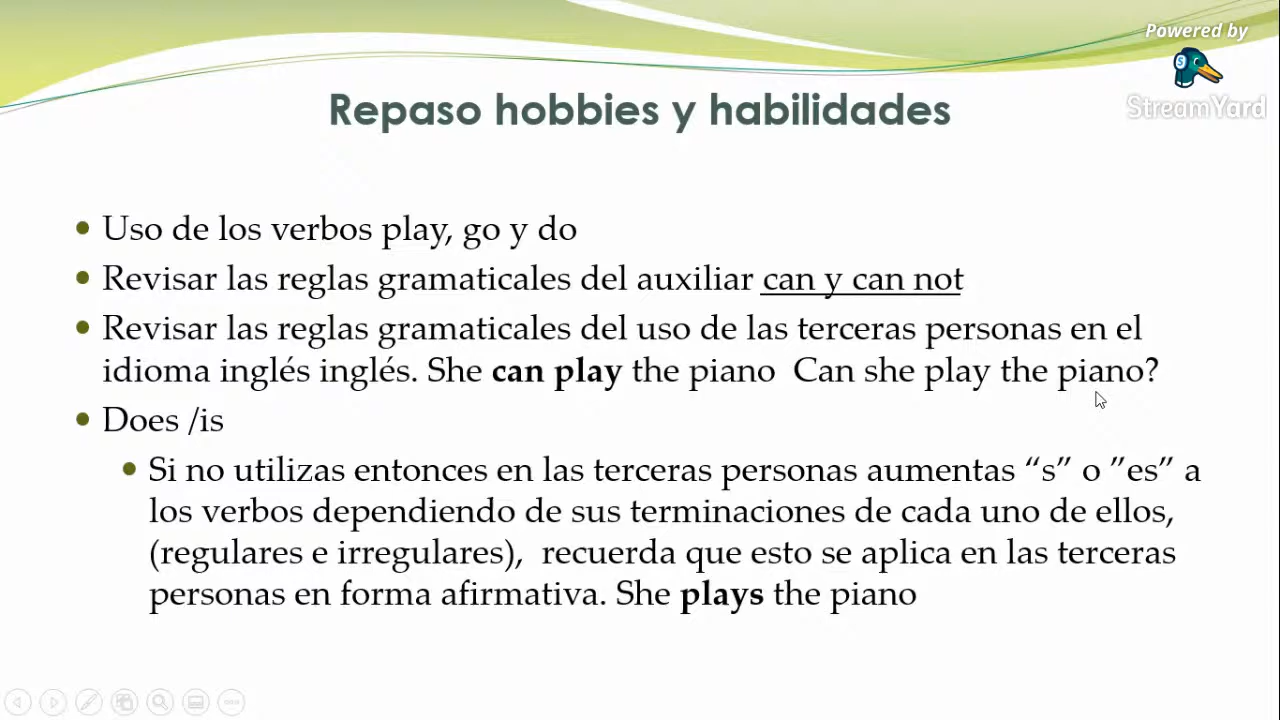 Powered by
StreamYard
Repaso hobbies y habilidades
Uso de los verbos play, go y do
Revisar las reglas gramaticales del auxiliar can y can not
Revisar las reglas gramaticales del uso de las terceras personas en el
idioma inglés inglés. She can play the piano  Can she play the piano?
Does /is
Si no utilizas entonces en las terceras personas aumentas “s” o ”es” a
los verbos dependiendo de sus terminaciones de cada uno de ellos,
(regulares e irregulares),  recuerda que esto se aplica en las terceras
personas en forma afirmativa. She plays the piano